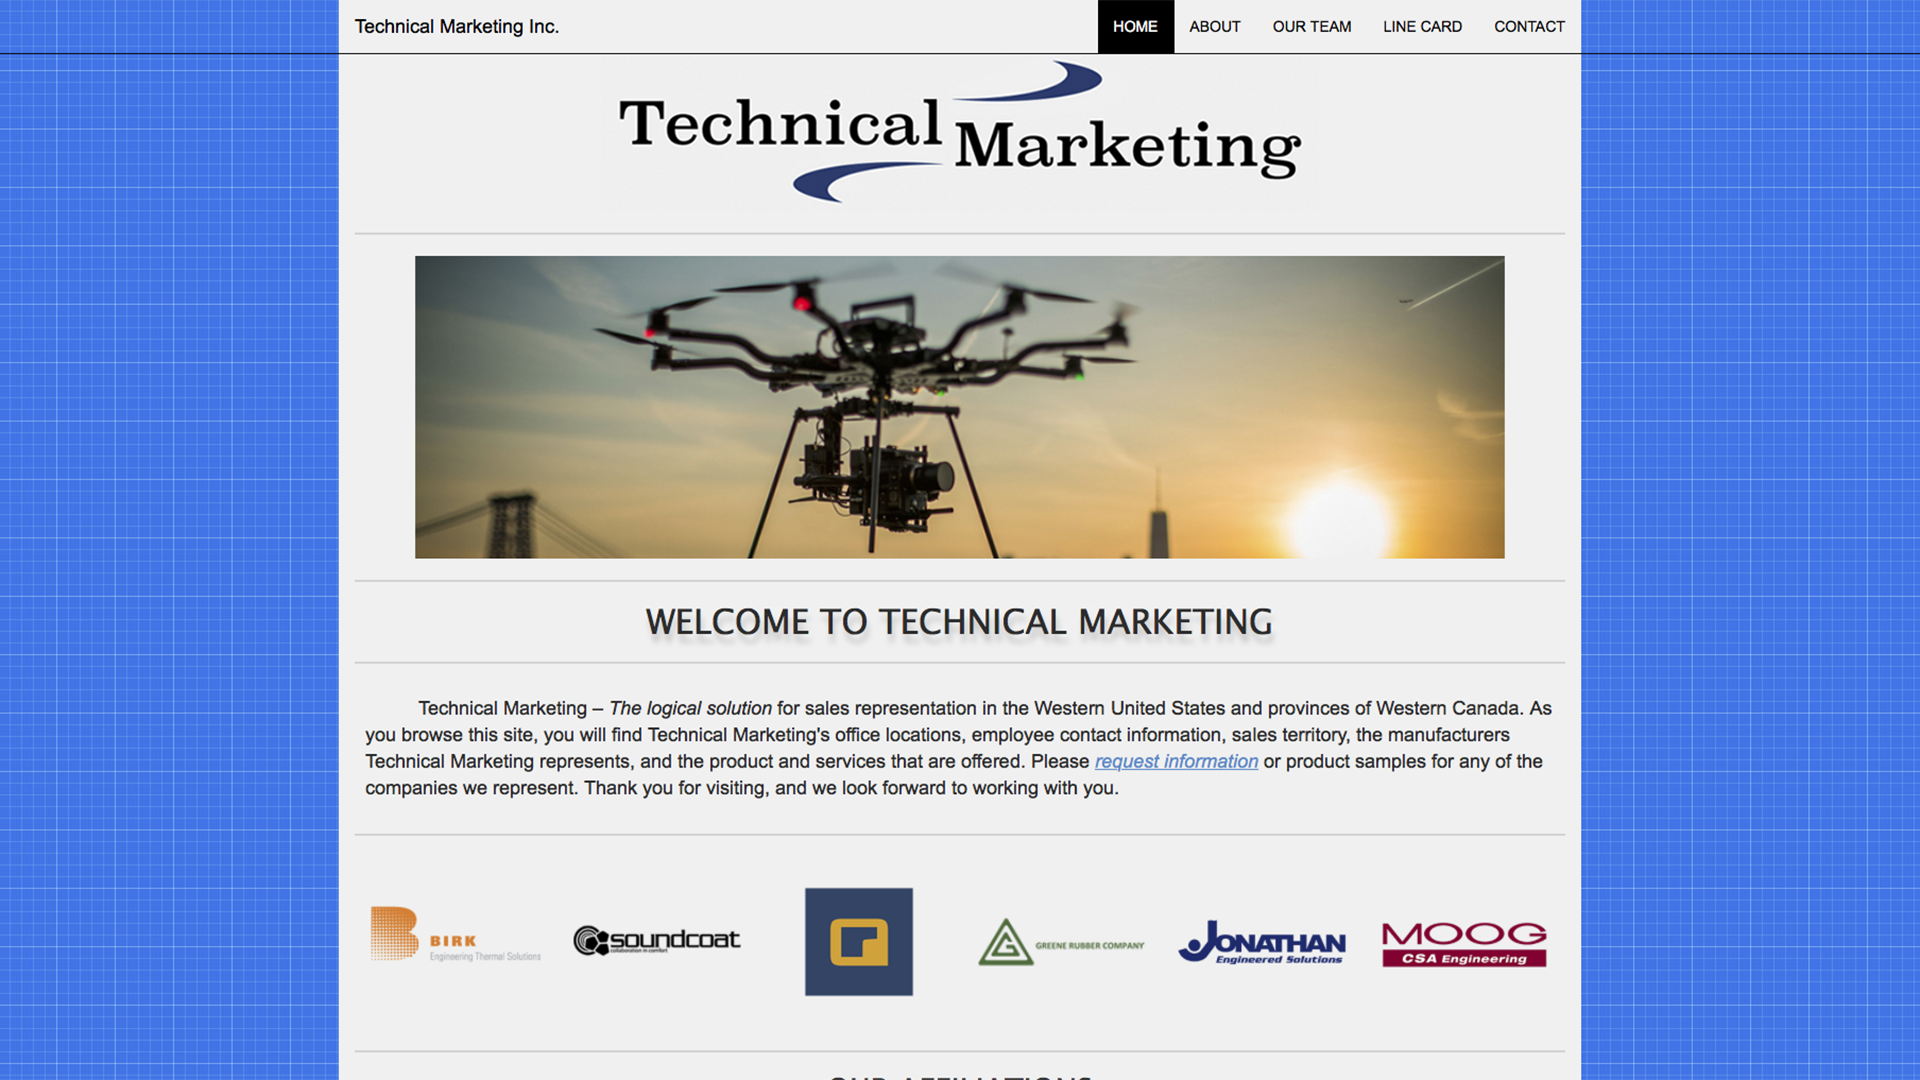 Technical Marketing Inc.
HOME ABOUT OUR TEAM LINE CARD CONTACT
Technical
Marketing
WELCOME TO TECHNICAL MARKETING
Technical Marketing – The logical solution for sales representation in the Western United States and provinces of Western Canada. As
you browse this site, you will find Technical Marketing's office locations, employee contact information, sales territory, the manufacturers
Technical Marketing represents, and the product and services that are offered. Please request information or product samples for any of the
companies we represent. Thank you for visiting, and we look forward to working with you.
BIRK
Engineering Thermal Solutions
soundcoat
collaboration in comfort
GREENE RUBBER COMPANY
JONATHAN
Engineered Solutions
MOOG
CSA Engineering
OUR AFFILIATIONS